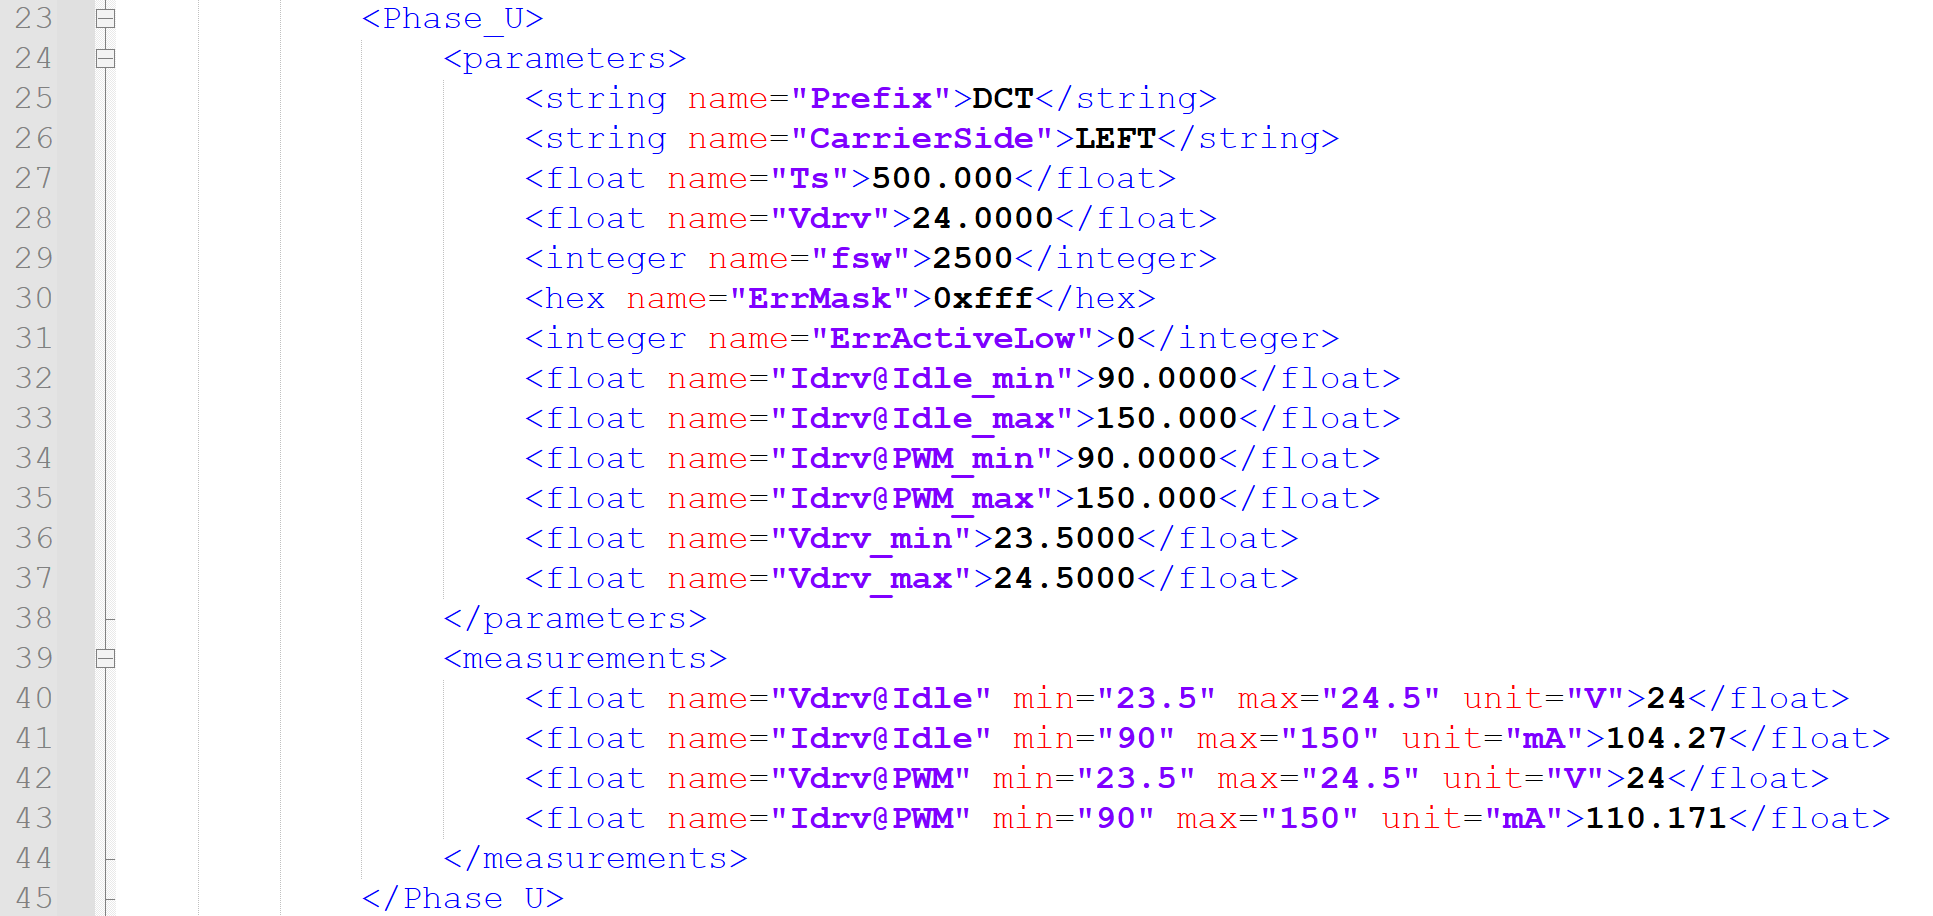 23 <Phase_U>
24 <parameters>
25 <string name="Prefix">DCT</string>
26 <string name="CarrierSide">LEFT</string>
27 <float name="Ts">500.000</float>
28 <float name="Vdrv">24.0000</float>
29 <integer name="fsw">2500</integer>
30 <hex name="ErrMask">0xfff</hex>
31 <integer name="ErrActiveLow">0</integer>
32 <float name="Idrv@Idle_min">90.0000</float>
33 <float name="Idrv@Idle_max">150.000</float>
34 <float name="Idrv@PWM_min">90.0000</float>
35 <float name="Idrv@PWM_max">150.000</float>
36 <float name="Vdrv_min">23.5000</float>
37 <float name="Vdrv_max">24.5000</float>
38 </parameters>
39 <measurements>
40 <float name="Vdrv@Idle" min="23.5" max="24.5" unit="V">24</float>
41 <float name="Idrv@Idle" min="90" max="150" unit="mA">104.27</float>
42 <float name="Vdrv@PWM" min="23.5" max="24.5" unit="V">24</float>
43 <float name="Idrv@PWM" min="90" max="150" unit="mA">110.171</float>
44 </measurements>
45 </Phase U>